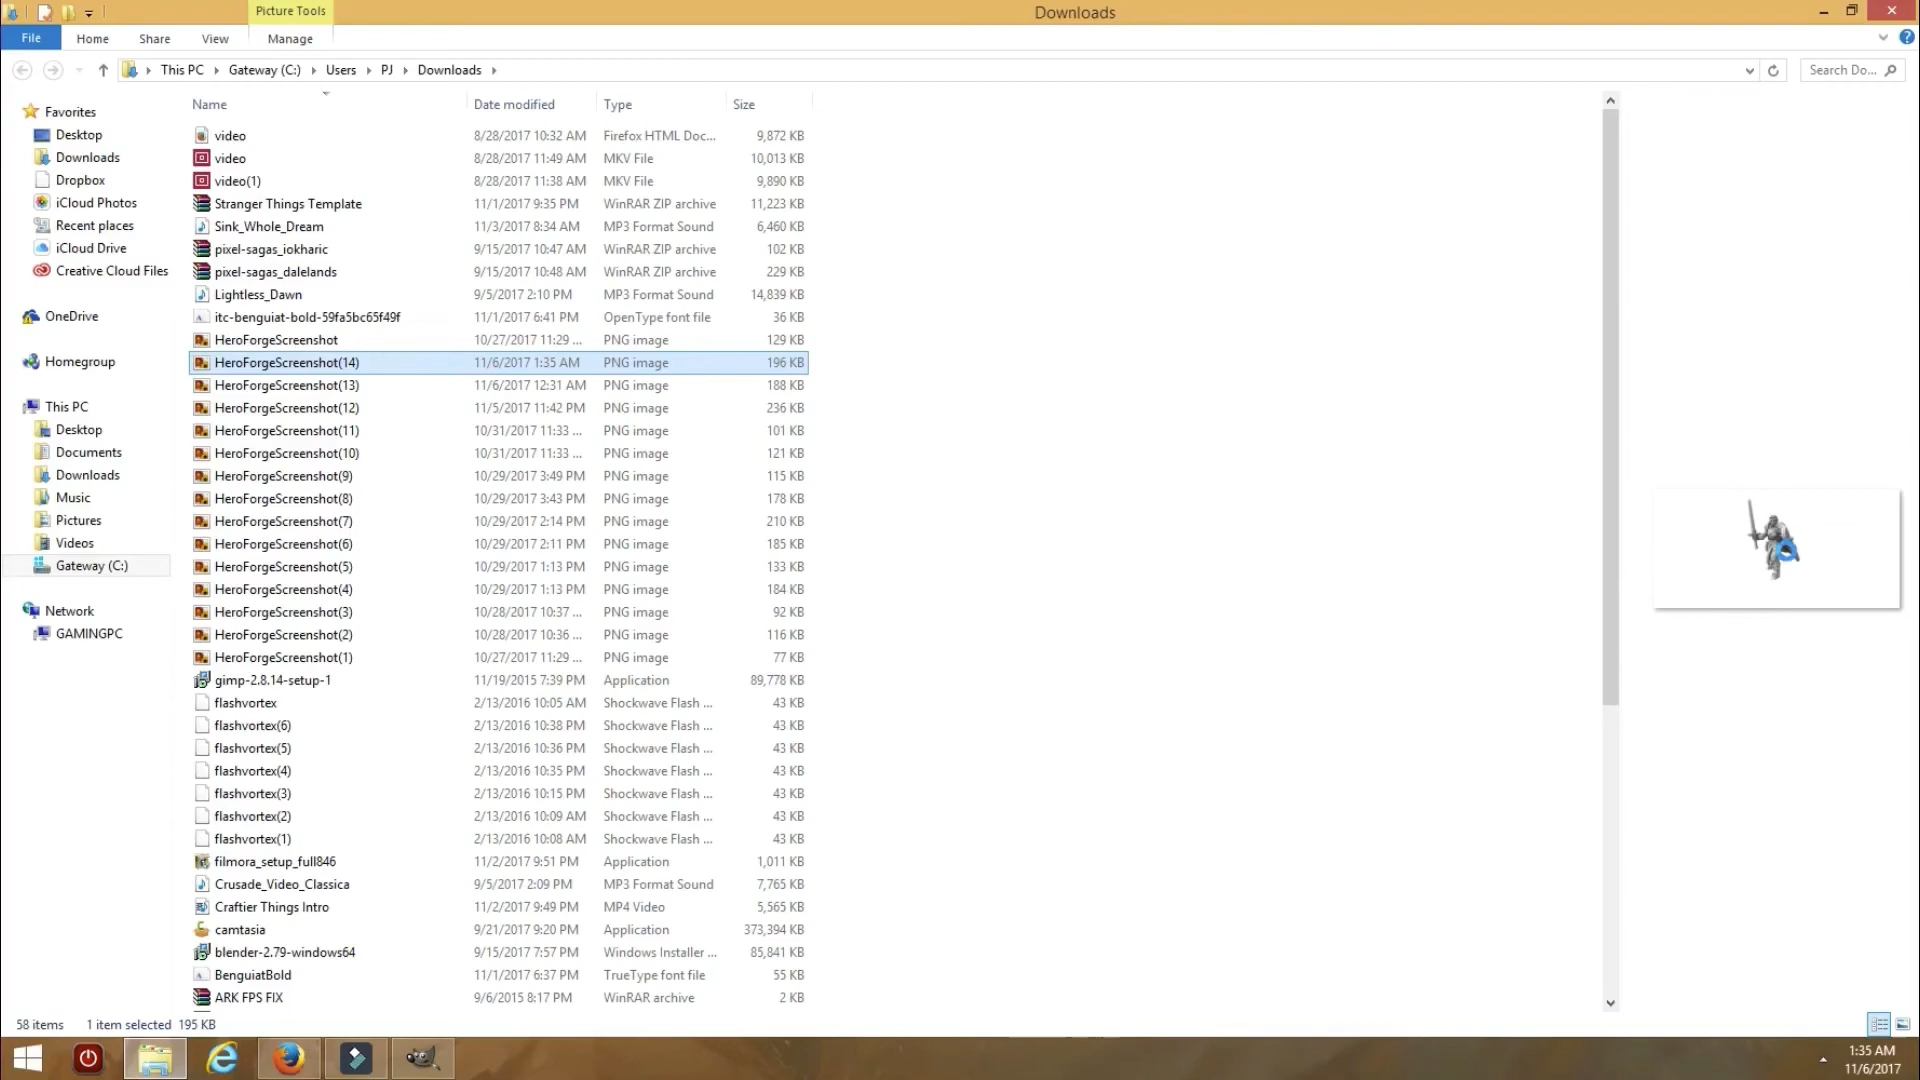 Picture Tools
Downloads
File Home Share View Manage
This PC Gateway (C:) Users PJ Downloads
Search Do...
Name Date modified Type Size
Favorites
Desktop
Downloads
Dropbox
iCloud Photos
Recent places
iCloud Drive
Creative Cloud Files
OneDrive
Homegroup
This PC
Desktop
Documents
Downloads
Music
Pictures
Videos
Gateway (C:)
Network
GAMINGPC
video 8/28/2017 10:32 AM Firefox HTML Doc... 9,872 KB
video 8/28/2017 11:49 AM MKV File 10,013 KB
video(1) 8/28/2017 11:38 AM MKV File 9,890 KB
Stranger Things Template 11/1/2017 9:35 PM WinRAR ZIP archive 11,223 KB
Sink_Whole_Dream 11/3/2017 8:34 AM MP3 Format Sound 6,460 KB
pixel-sagas_iokharic 9/15/2017 10:47 AM WinRAR ZIP archive 102 KB
pixel-sagas_dalelands 9/15/2017 10:48 AM WinRAR ZIP archive 229 KB
Lightless_Dawn 9/5/2017 2:10 PM MP3 Format Sound 14,839 KB
itc-benguiat-bold-59fa5bc65f49f 11/1/2017 6:41 PM OpenType font file 36 KB
HeroForgeScreenshot 10/27/2017 11:29 ... PNG image 129 KB
HeroForgeScreenshot(14) 11/6/2017 1:35 AM PNG image 196 KB
HeroForgeScreenshot(13) 11/6/2017 12:31 AM PNG image 188 KB
HeroForgeScreenshot(12) 11/5/2017 11:42 PM PNG image 236 KB
HeroForgeScreenshot(11) 10/31/2017 11:33 ... PNG image 101 KB
HeroForgeScreenshot(10) 10/31/2017 11:33 ... PNG image 121 KB
HeroForgeScreenshot(9) 10/29/2017 3:49 PM PNG image 115 KB
HeroForgeScreenshot(8) 10/29/2017 3:43 PM PNG image 178 KB
HeroForgeScreenshot(7) 10/29/2017 2:14 PM PNG image 210 KB
HeroForgeScreenshot(6) 10/29/2017 2:11 PM PNG image 185 KB
HeroForgeScreenshot(5) 10/29/2017 1:13 PM PNG image 133 KB
HeroForgeScreenshot(4) 10/29/2017 1:13 PM PNG image 184 KB
HeroForgeScreenshot(3) 10/28/2017 10:37 ... PNG image 92 KB
HeroForgeScreenshot(2) 10/28/2017 10:36 ... PNG image 116 KB
HeroForgeScreenshot(1) 10/27/2017 11:29 ... PNG image 77 KB
gimp-2.8.14-setup-1 11/19/2015 7:39 PM Application 89,778 KB
flashvortex 2/13/2016 10:05 AM Shockwave Flash ... 43 KB
flashvortex(6) 2/13/2016 10:38 PM Shockwave Flash ... 43 KB
flashvortex(5) 2/13/2016 10:36 PM Shockwave Flash ... 43 KB
flashvortex(4) 2/13/2016 10:35 PM Shockwave Flash ... 43 KB
flashvortex(3) 2/13/2016 10:15 PM Shockwave Flash ... 43 KB
flashvortex(2) 2/13/2016 10:09 AM Shockwave Flash ... 43 KB
flashvortex(1) 2/13/2016 10:08 AM Shockwave Flash ... 43 KB
filmora_setup_full846 11/2/2017 9:51 PM Application 1,011 KB
Crusade_Video_Classica 9/5/2017 2:09 PM MP3 Format Sound 7,765 KB
Craftier Things Intro 11/2/2017 9:49 PM MP4 Video 5,565 KB
camtasia 9/21/2017 9:20 PM Application 373,394 KB
blender-2.79-windows64 9/15/2017 7:57 PM Windows Installer ... 85,841 KB
BenguiatBold 11/1/2017 6:37 PM TrueType font file 55 KB
ARK FPS FIX 9/6/2015 8:17 PM WinRAR archive 2 KB
58 items 1 item selected 195 KB
1:35 AM
11/6/2017